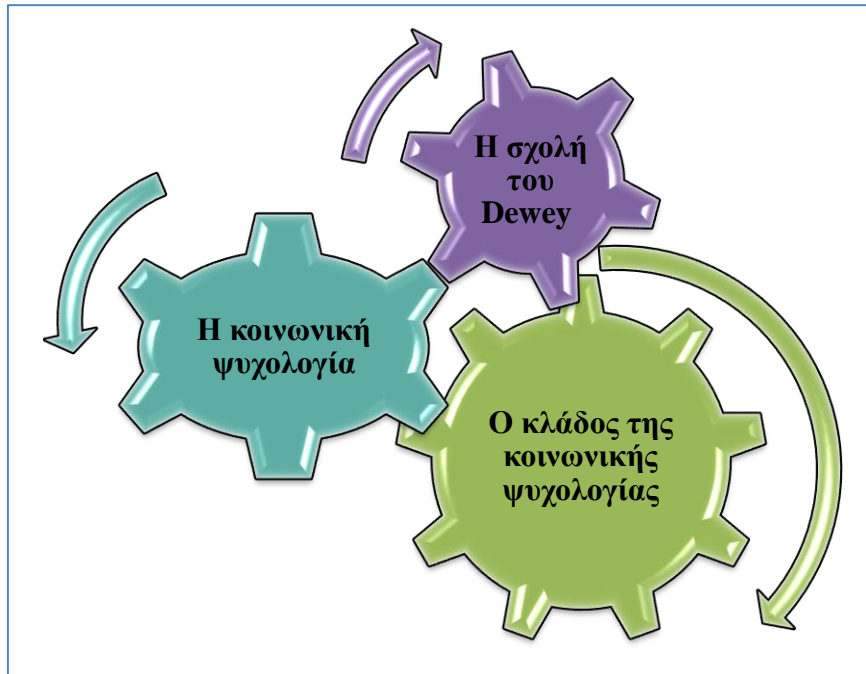 Η σχολή
του
Dewey
Η κοινωνική
ψυχολογία
Ο κλάδος της
κοινωνικής
ψυχολογίας